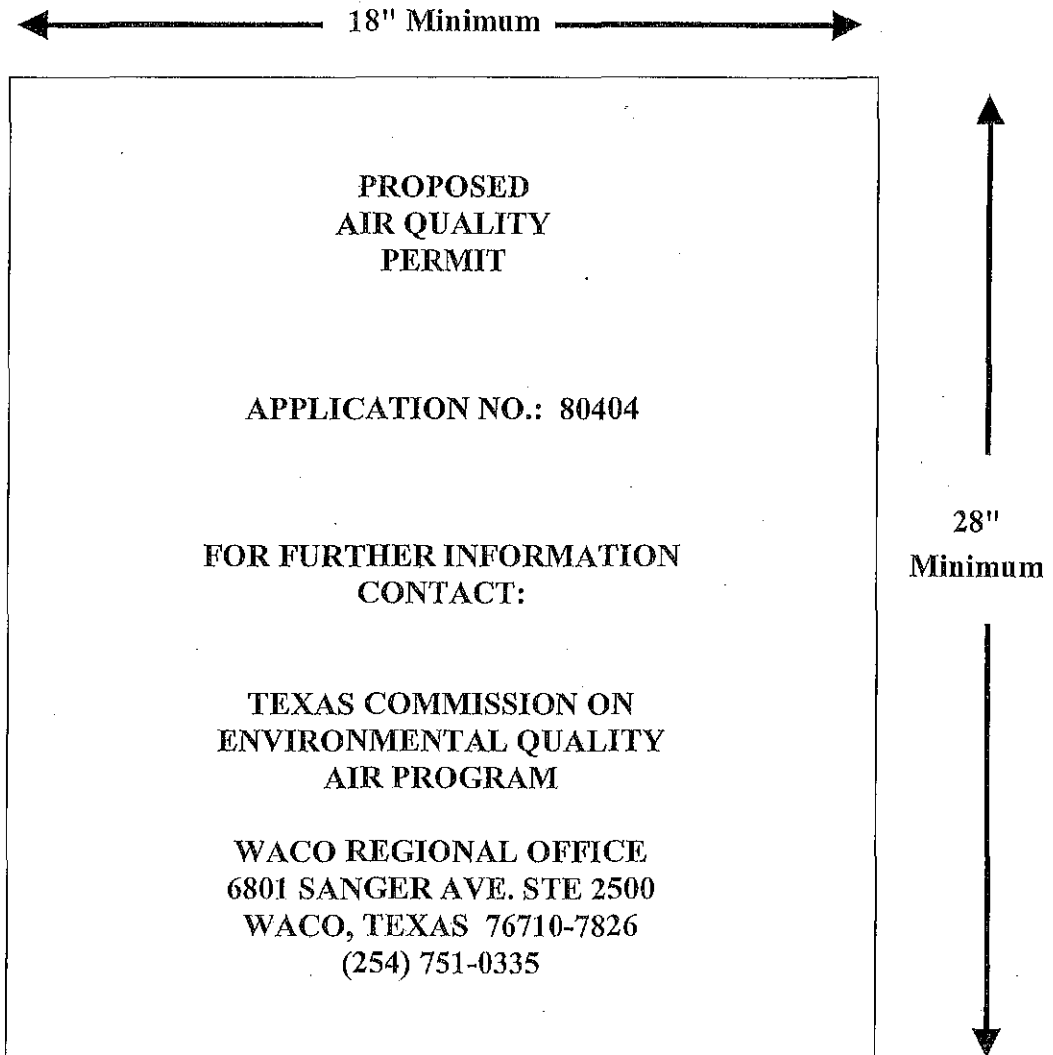 18" Minimum
PROPOSED
AIR QUALITY
PERMIT
APPLICATION NO.: 80404
28"
Minimum
FOR FURTHER INFORMATION
CONTACT:
TEXAS COMMISSION ON
ENVIRONMENTAL QUALITY
AIR PROGRAM
WACO REGIONAL OFFICE
6801 SANGER AVE. STE 2500
WACO, TEXAS 76710-7826
(254) 751-0335